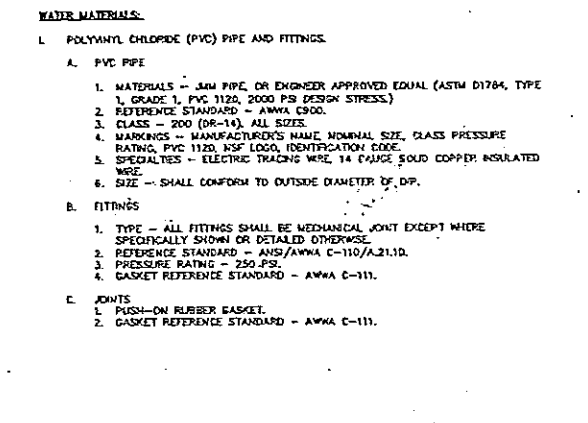 WATER MATERIALS:
I. POLYVINYL CHLORIDE (PVC) PIPE AND FITTINGS.
A. PVC PIPE
1. MATERIALS -- JMM PIPE, OR ENGINEER APPROVED EQUAL (ASTM D1784, TYPE
1, GRADE 1, PVC 1120, 2000 PSI DESIGN STRESS.)
2. REFERENCE STANDARD - AWWA C900.
3. CLASS - 200 (DR-14), ALL SIZES.
4. MARKINGS -- MANUFACTURER'S NAME, NOMINAL SIZE, CLASS PRESSURE
RATING, PVC 1120, NSF LOGO, IDENTIFICATION CODE.
5. SPECIALTIES - ELECTRIC TRACING WIRE, 14 GAUGE SOLID COPPER, INSULATED
WIRE.
6. SIZE -- SHALL CONFORM TO OUTSIDE DIAMETER OF DIP.
B. FITTINGS
1. TYPE - ALL FITTINGS SHALL BE MECHANICAL JOINT EXCEPT WHERE
SPECIFICALLY SHOWN OR DETAILED OTHERWISE.
2. REFERENCE STANDARD - ANSI/AWWA C-110/A.21.10.
3. PRESSURE RATING - 250 PSI.
4. GASKET REFERENCE STANDARD - AWWA C-111.
C. JOINTS
1. PUSH-ON RUBBER GASKET.
2. GASKET REFERENCE STANDARD - AWWA C-111.